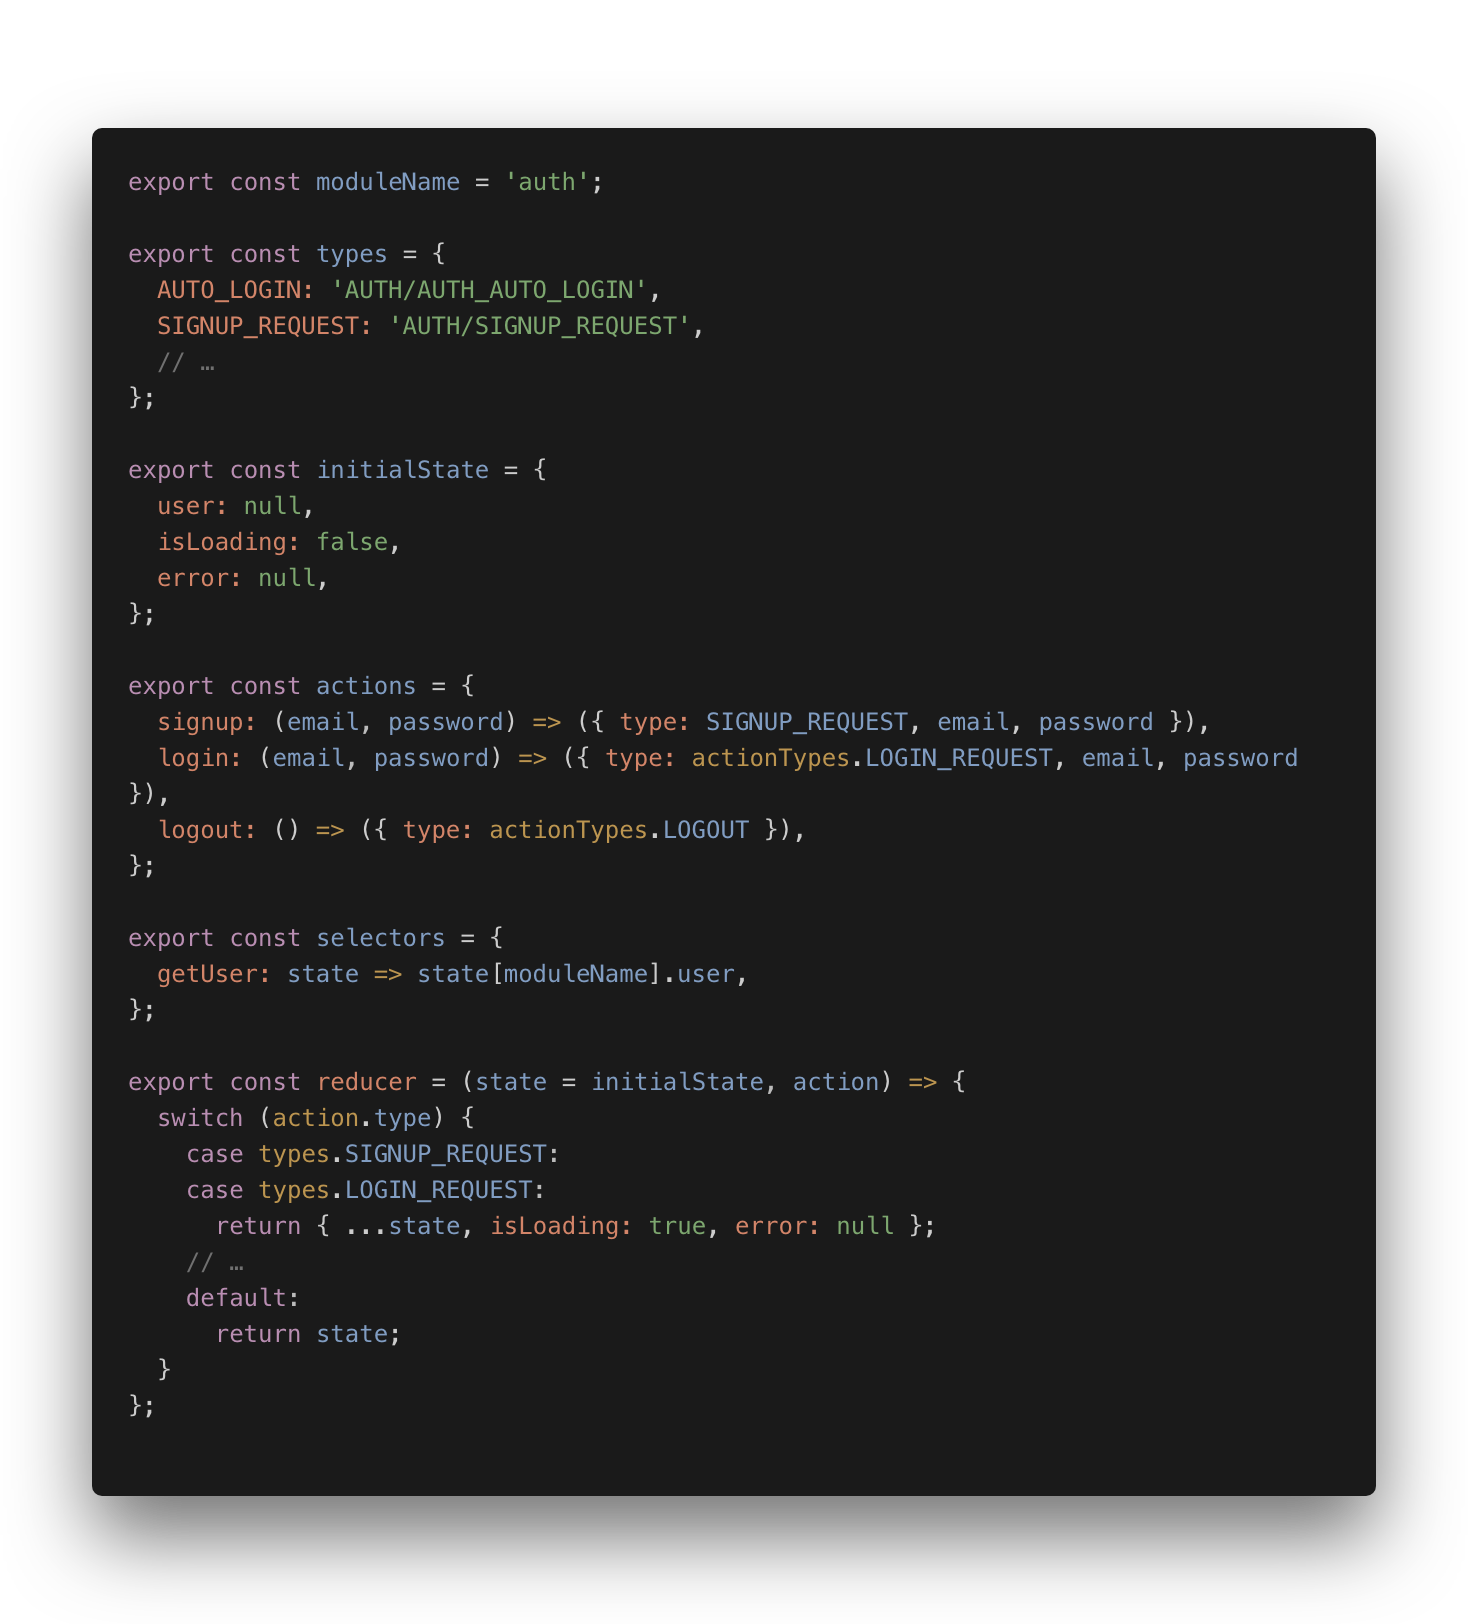 export const moduleName = 'auth';

export const types = {
  AUTO_LOGIN: 'AUTH/AUTH_AUTO_LOGIN',
  SIGNUP_REQUEST: 'AUTH/SIGNUP_REQUEST',
  // …
};

export const initialState = {
  user: null,
  isLoading: false,
  error: null,
};

export const actions = {
  signup: (email, password) => ({ type: SIGNUP_REQUEST, email, password }),
  login: (email, password) => ({ type: actionTypes.LOGIN_REQUEST, email, password
}),
  logout: () => ({ type: actionTypes.LOGOUT }),
};

export const selectors = {
  getUser: state => state[moduleName].user,
};

export const reducer = (state = initialState, action) => {
  switch (action.type) {
    case types.SIGNUP_REQUEST:
    case types.LOGIN_REQUEST:
      return { ...state, isLoading: true, error: null };
    // …
    default:
      return state;
  }
};